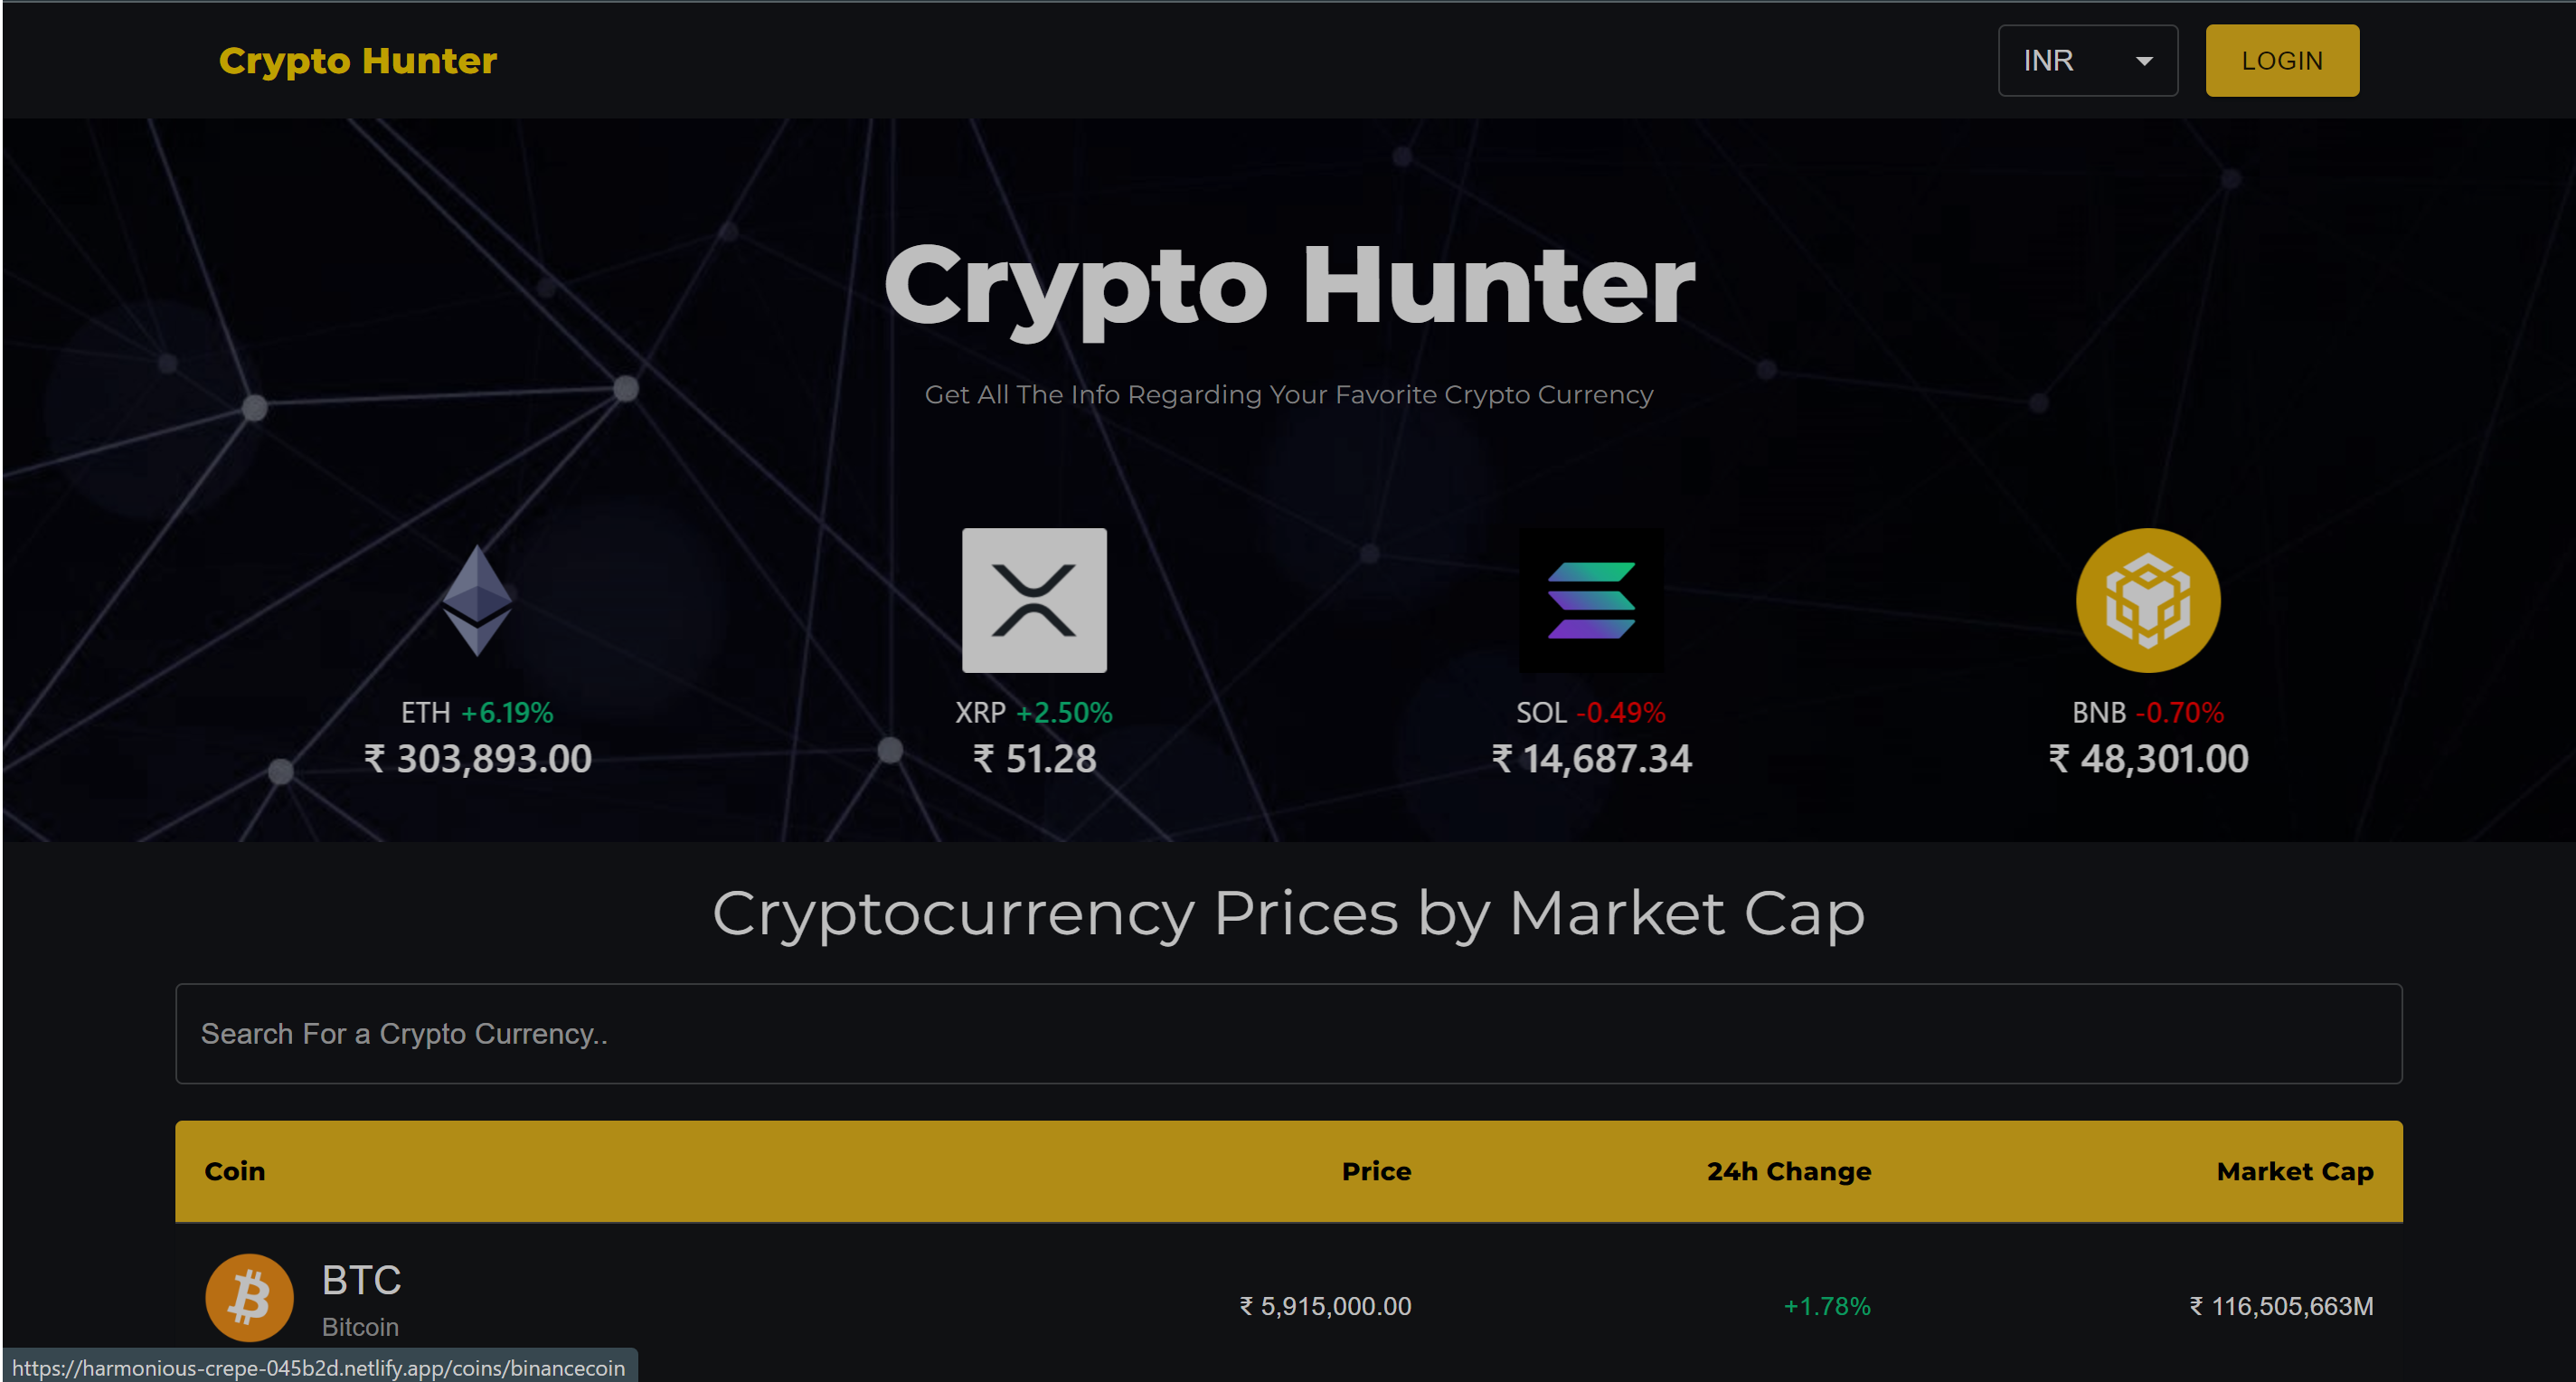 Crypto Hunter
INR
LOGIN
Crypto Hunter
Get All The Info Regarding Your Favorite Crypto Currency
ETH +6.19%
₹ 303,893.00
XRP +2.50%
₹ 51.28
SOL -0.49%
₹ 14,687.34
BNB -0.70%
₹ 48,301.00
Cryptocurrency Prices by Market Cap
Search For a Crypto Currency..
Coin Price 24h Change Market Cap
BTC
Bitcoin
₹ 5,915,000.00 +1.78% ₹ 116,505,663M
https://harmonious-crepe-045b2d.netlify.app/coins/binancecoin